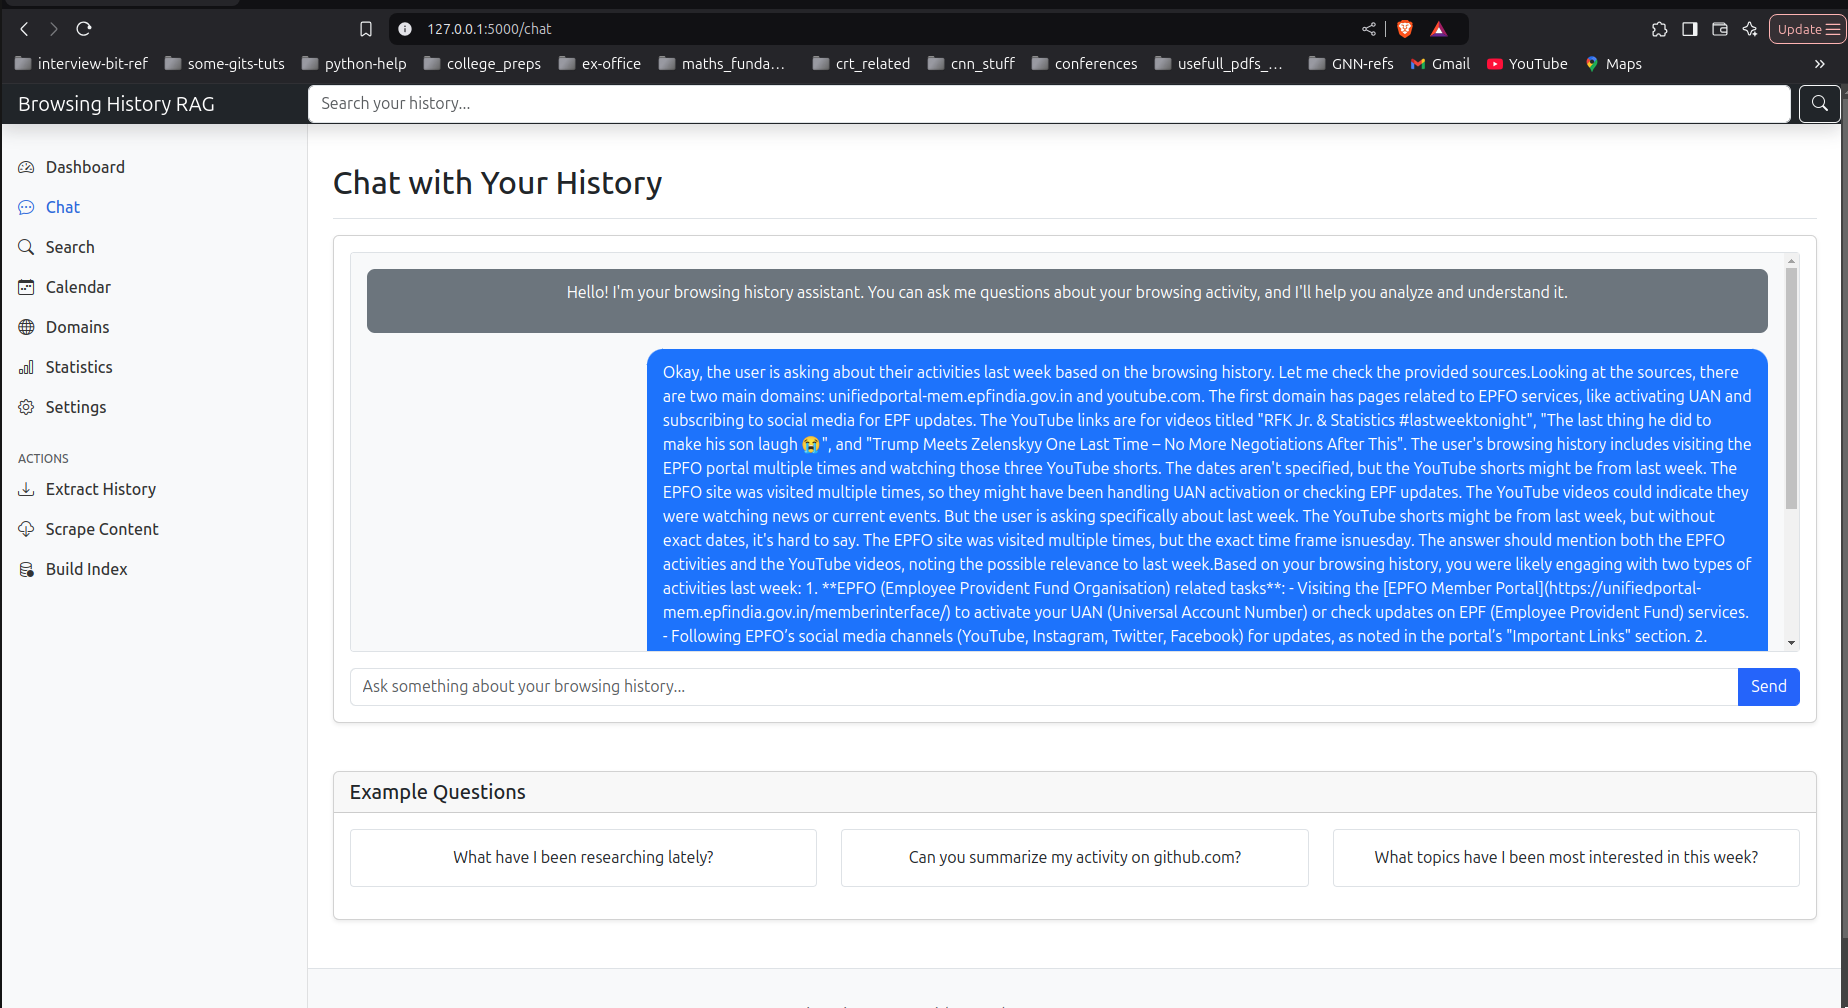 127.0.0.1:5000/chat
Update
interview-bit-ref some-gits-tuts python-help college_preps ex-office maths_funda... crt_related cnn_stuff conferences usefull_pdfs_... GNN-refs Gmail YouTube Maps »
Browsing History RAG
Search your history...
Dashboard
Chat
Search
Calendar
Domains
Statistics
Settings
ACTIONS
Extract History
Scrape Content
Build Index
Chat with Your History
Hello! I'm your browsing history assistant. You can ask me questions about your browsing activity, and I'll help you analyze and understand it.
Okay, the user is asking about their activities last week based on the browsing history. Let me check the provided sources.Looking at the sources, there
are two main domains: unifiedportal-mem.epfindia.gov.in and youtube.com. The first domain has pages related to EPFO services, like activating UAN and
subscribing to social media for EPF updates. The YouTube links are for videos titled "RFK Jr. & Statistics #lastweektonight", "The last thing he did to
make his son laugh 😭", and "Trump Meets Zelenskyy One Last Time – No More Negotiations After This". The user's browsing history includes visiting the
EPFO portal multiple times and watching those three YouTube shorts. The dates aren't specified, but the YouTube shorts might be from last week. The
EPFO site was visited multiple times, so they might have been handling UAN activation or checking EPF updates. The YouTube videos could indicate they
were watching news or current events. But the user is asking specifically about last week. The YouTube shorts might be from last week, but without
exact dates, it's hard to say. The EPFO site was visited multiple times, but the exact time frame isnuesday. The answer should mention both the EPFO
activities and the YouTube videos, noting the possible relevance to last week.Based on your browsing history, you were likely engaging with two types of
activities last week: 1. **EPFO (Employee Provident Fund Organisation) related tasks**: - Visiting the [EPFO Member Portal](https://unifiedportal-
mem.epfindia.gov.in/memberinterface/) to activate your UAN (Universal Account Number) or check updates on EPF (Employee Provident Fund) services.
- Following EPFO’s social media channels (YouTube, Instagram, Twitter, Facebook) for updates, as noted in the portal’s "Important Links" section. 2.
Ask something about your browsing history...
Send
Example Questions
What have I been researching lately?
Can you summarize my activity on github.com?
What topics have I been most interested in this week?